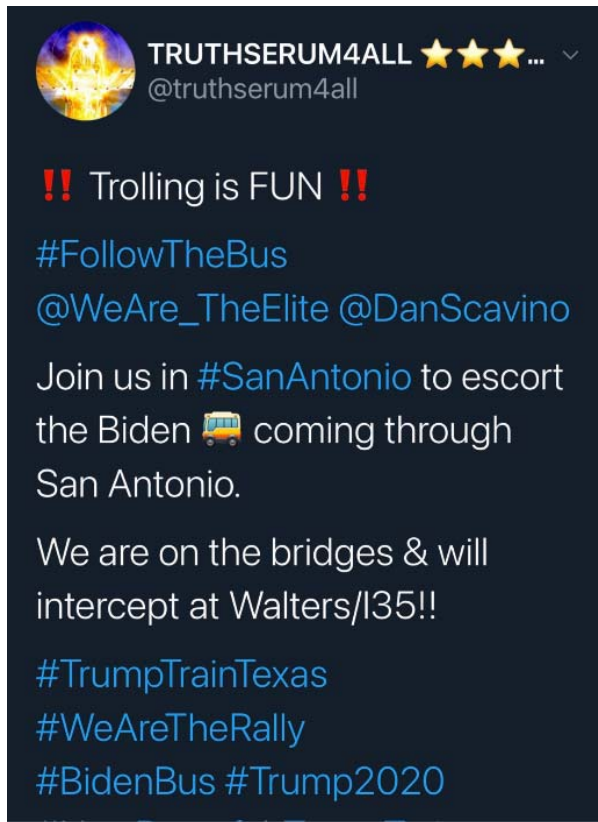 TRUTHSERUM4ALL ⭐⭐⭐...
@truthserum4all
‼️ Trolling is FUN ‼️
#FollowTheBus
@WeAre_TheElite @DanScavino
Join us in #SanAntonio to escort
the Biden 🚌 coming through
San Antonio.
We are on the bridges & will
intercept at Walters/I35!!
#TrumpTrainTexas
#WeAreTheRally
#BidenBus #Trump2020